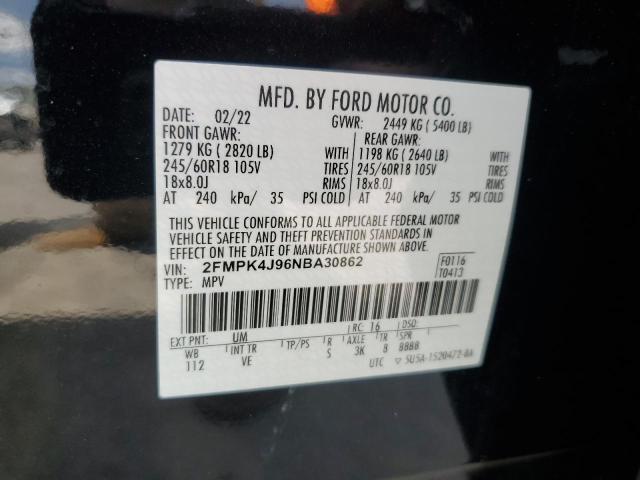 MFD. BY FORD MOTOR CO.
DATE: 02/22 GVWR: 2449 KG ( 5400 LB)
FRONT GAWR: REAR GAWR:
1279 KG ( 2820 LB) WITH 1198 KG ( 2640 LB) WITH
245/60R18 105V TIRES 245/60R18 105V TIRES
18x8.0J RIMS 18x8.0J RIMS
AT 240 kPa/ 35 PSI COLD AT 240 kPa/ 35 PSI COLD
THIS VEHICLE CONFORMS TO ALL APPLICABLE FEDERAL MOTOR
VEHICLE SAFETY AND THEFT PREVENTION STANDARDS IN
EFFECT ON THE DATE OF MANUFACTURE SHOWN ABOVE.
VIN: 2FMPK4J96NBA30862 F0116
TYPE: MPV T0413
EXT PNT: UM RC: 16 DSO:
WB INT TR TP/PS R AXLE TR SPR
112 VE S 3K 8 8888
UTC ▽ 5U5A-1520472-BA